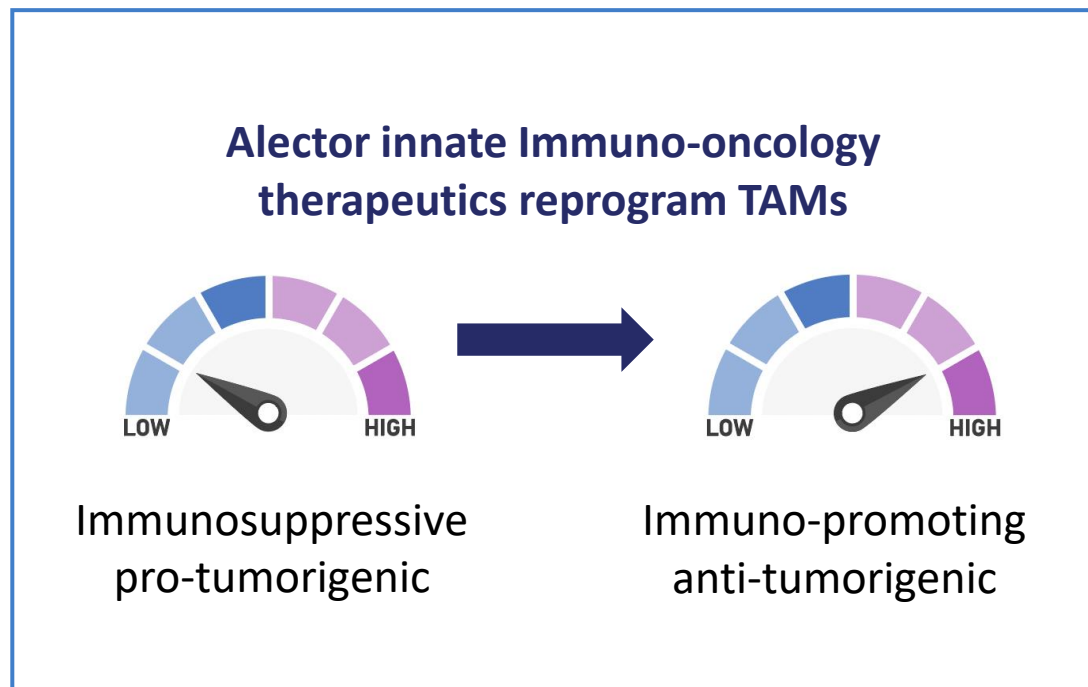 Alector innate Immuno-oncology
therapeutics reprogram TAMs
LOW HIGH LOW HIGH
Immunosuppressive
pro-tumorigenic
Immuno-promoting
anti-tumorigenic